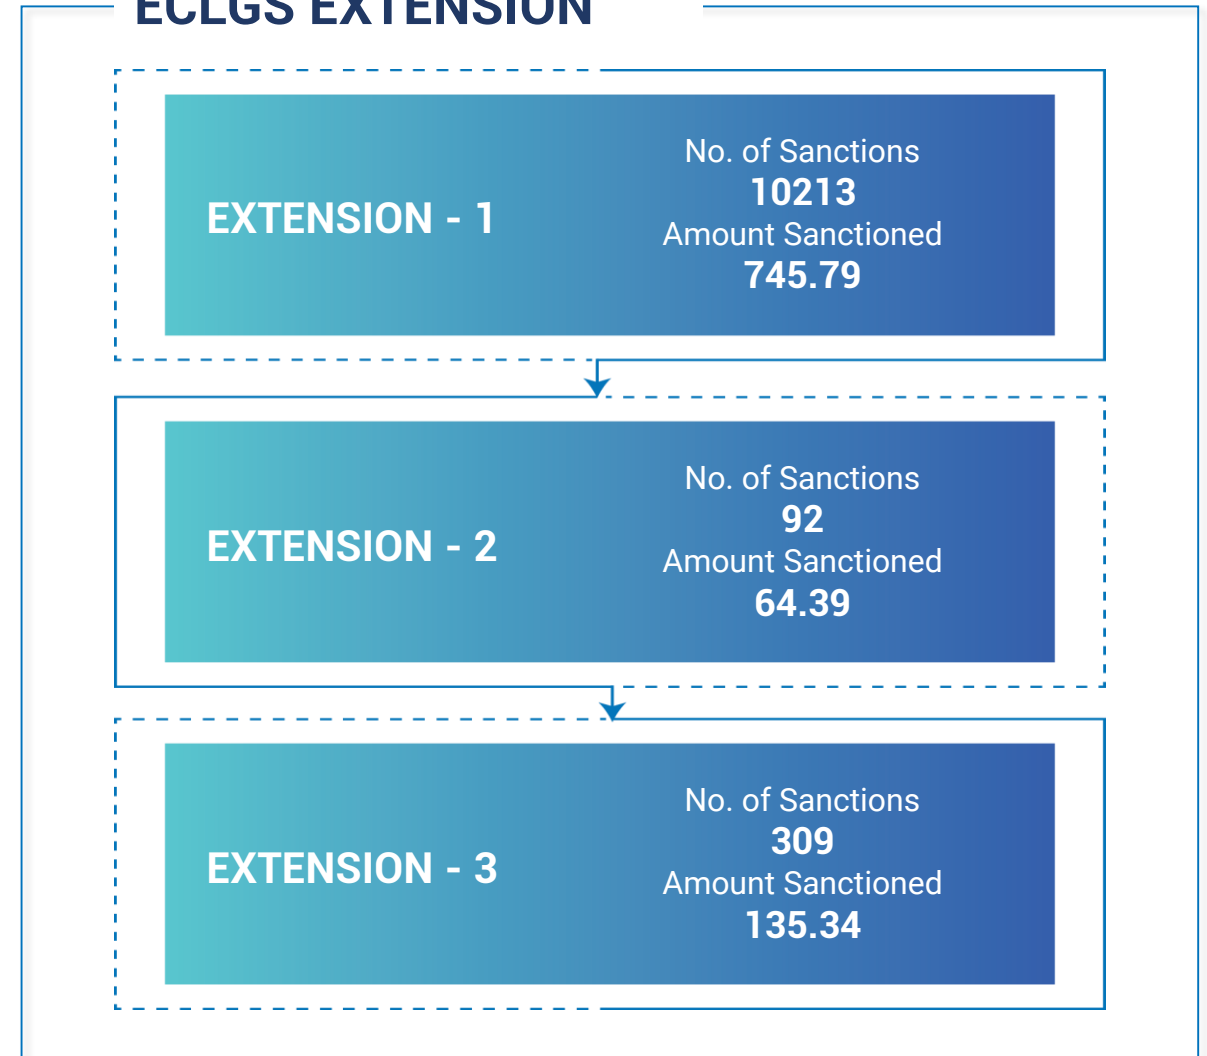 ECLGS EXTENSION
EXTENSION - 1
No. of Sanctions
10213
Amount Sanctioned
745.79
EXTENSION - 2
No. of Sanctions
92
Amount Sanctioned
64.39
EXTENSION - 3
No. of Sanctions
309
Amount Sanctioned
135.34